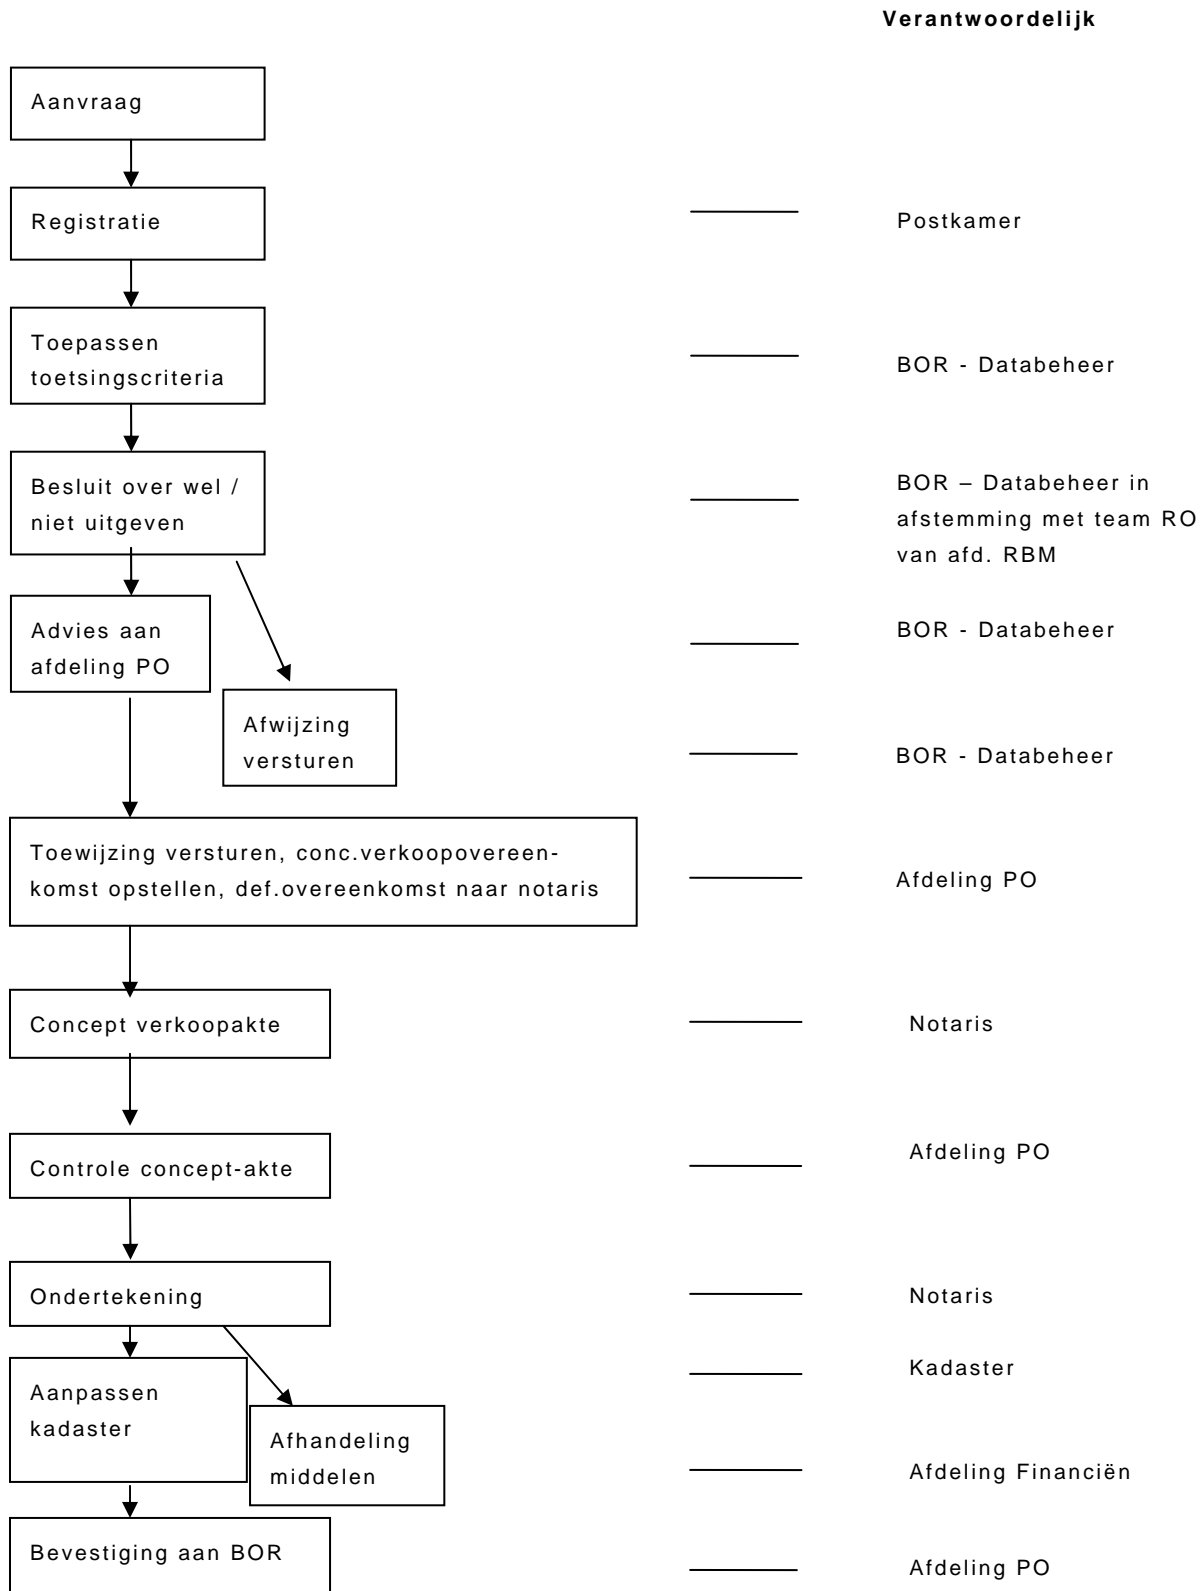 Verantwoordelijk
Aanvraag
Registratie
Postkamer
Toepassen
toetsingscriteria
BOR - Databeheer
Besluit over wel /
niet uitgeven
BOR – Databeheer in
afstemming met team RO
van afd. RBM
Advies aan
afdeling PO
BOR - Databeheer
Afwijzing
versturen
BOR - Databeheer
Toewijzing versturen, conc.verkoopovereen-
komst opstellen, def.overeenkomst naar notaris
Afdeling PO
Concept verkoopakte
Notaris
Controle concept-akte
Afdeling PO
Ondertekening
Notaris
Aanpassen
kadaster
Kadaster
Afhandeling
middelen
Afdeling Financiën
Bevestiging aan BOR
Afdeling PO